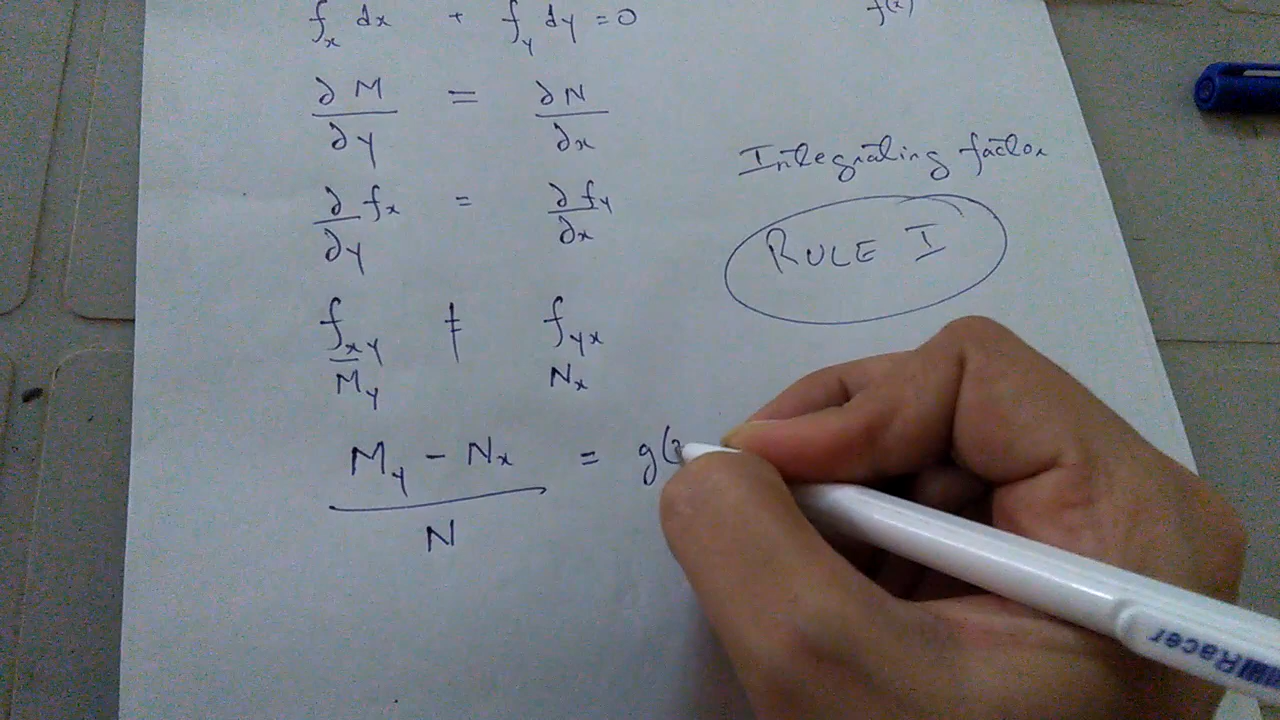 f_x dx + f_y dy = 0
f(x)
∂M/∂y = ∂N/∂x
Integrating factor
∂/∂y f_x = ∂f_y/∂x
RULE I
f_xy ≠ f_yx
M_y N_x
(M_y - N_x)/N = g(
Racer